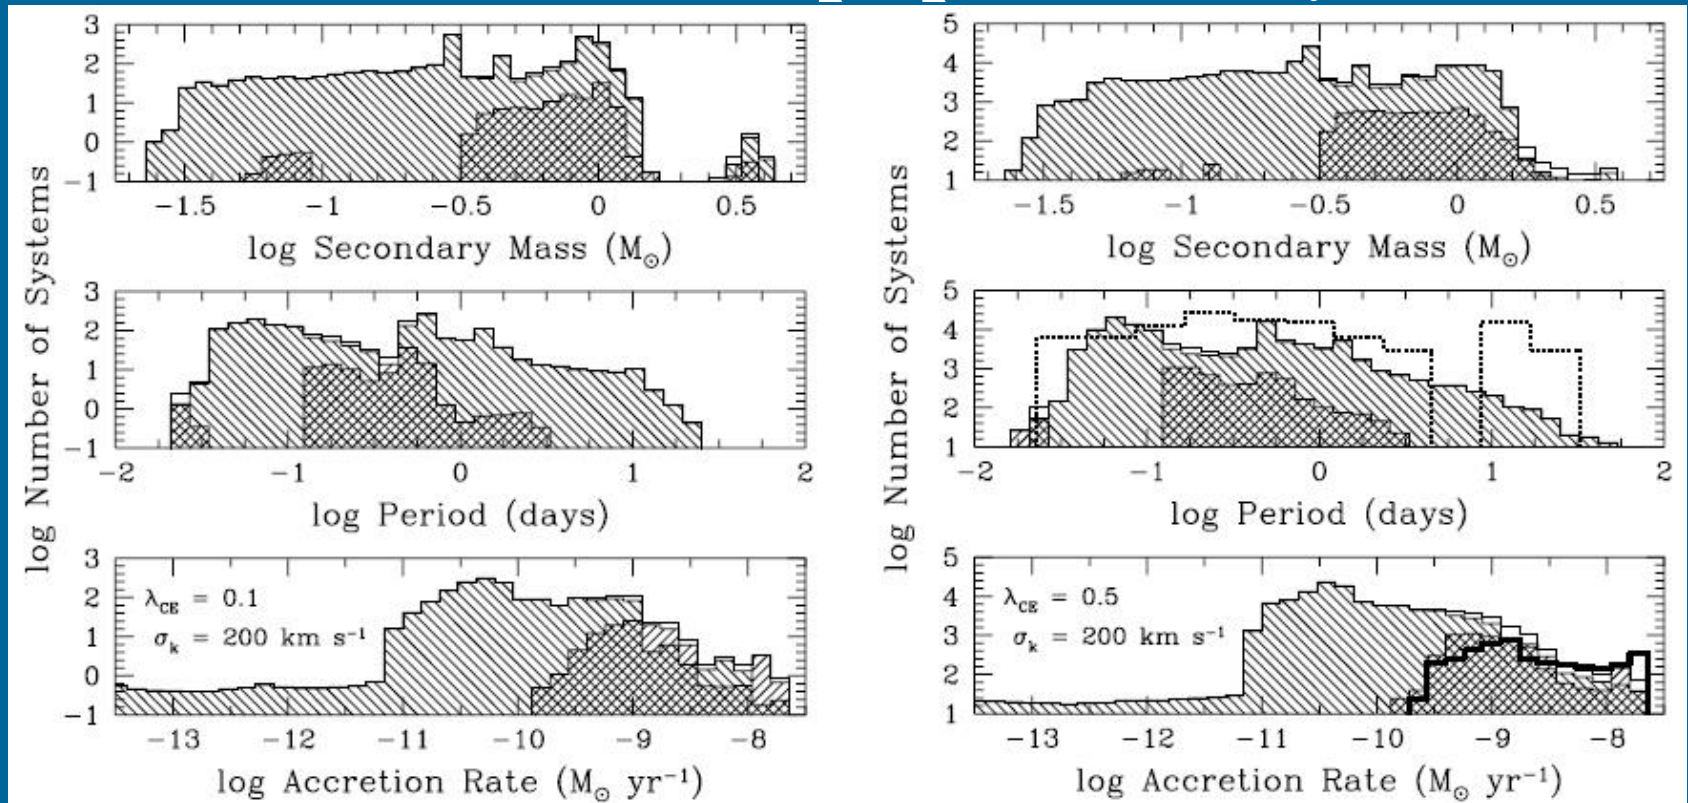 3
2
1
0
−1
−1.5 −1 −0.5 0 0.5
log Secondary Mass (M☉)
3
2
1
0
−1
−2 −1 0 1 2
log Period (days)
3
2
1
0
−1
λCE = 0.1
σk = 200 km s⁻¹
−13 −12 −11 −10 −9 −8
log Accretion Rate (M☉ yr⁻¹)
log Number of Systems
5
4
3
2
1
−1.5 −1 −0.5 0 0.5
log Secondary Mass (M☉)
5
4
3
2
1
−2 −1 0 1 2
log Period (days)
5
4
3
2
1
λCE = 0.5
σk = 200 km s⁻¹
−13 −12 −11 −10 −9 −8
log Accretion Rate (M☉ yr⁻¹)
log Number of Systems